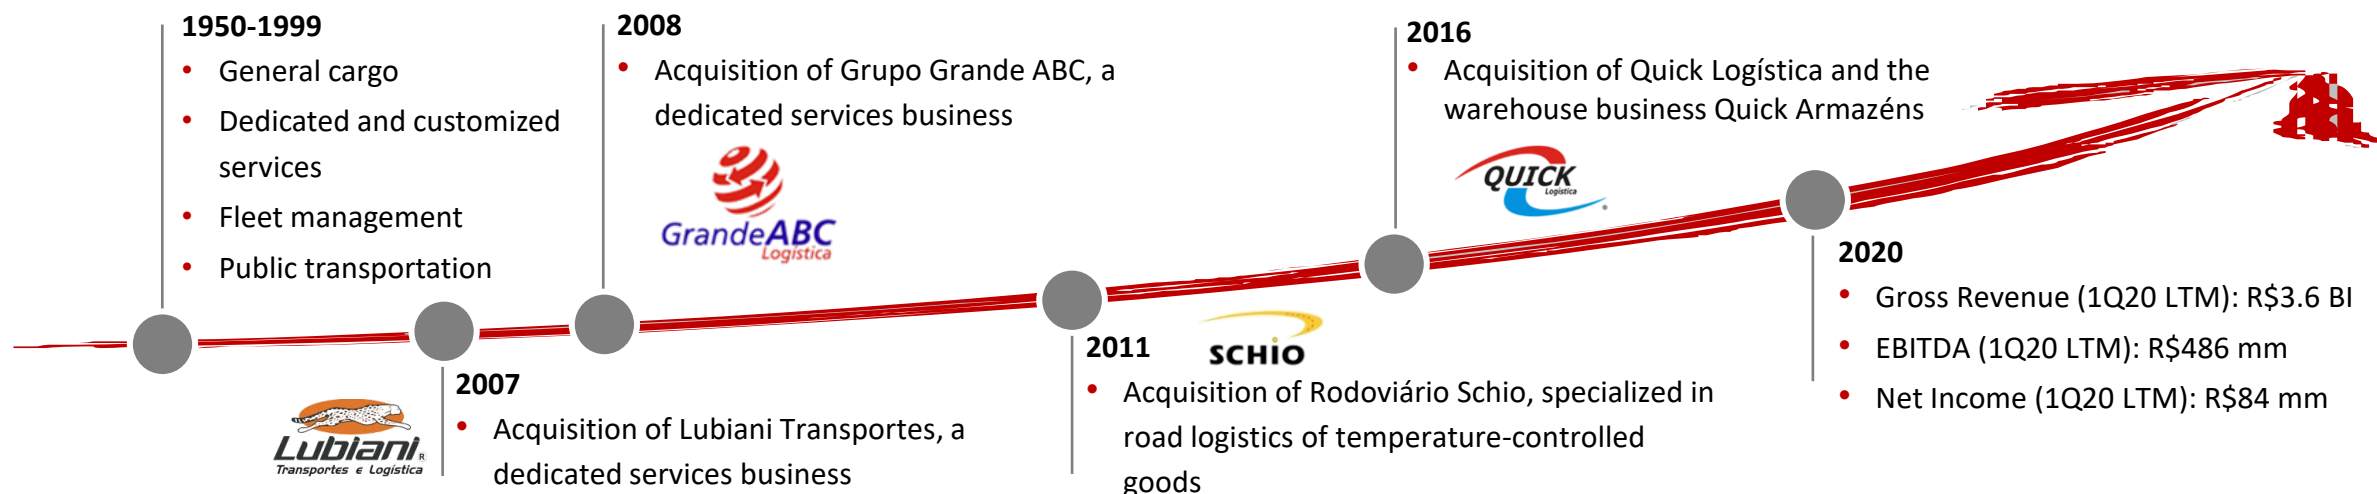 1950-1999
• General cargo
• Dedicated and customized
services
• Fleet management
• Public transportation
Lubiani
®
Transportes e Logística
2007
• Acquisition of Lubiani Transportes, a
dedicated services business
2008
• Acquisition of Grupo Grande ABC, a
dedicated services business
GrandeABC
Logística
2011
SCHIO
• Acquisition of Rodoviário Schio, specialized in
road logistics of temperature-controlled
goods
2016
• Acquisition of Quick Logística and the
warehouse business Quick Armazéns
QUICK
Logística
®
2020
• Gross Revenue (1Q20 LTM): R$3.6 BI
• EBITDA (1Q20 LTM): R$486 mm
• Net Income (1Q20 LTM): R$84 mm